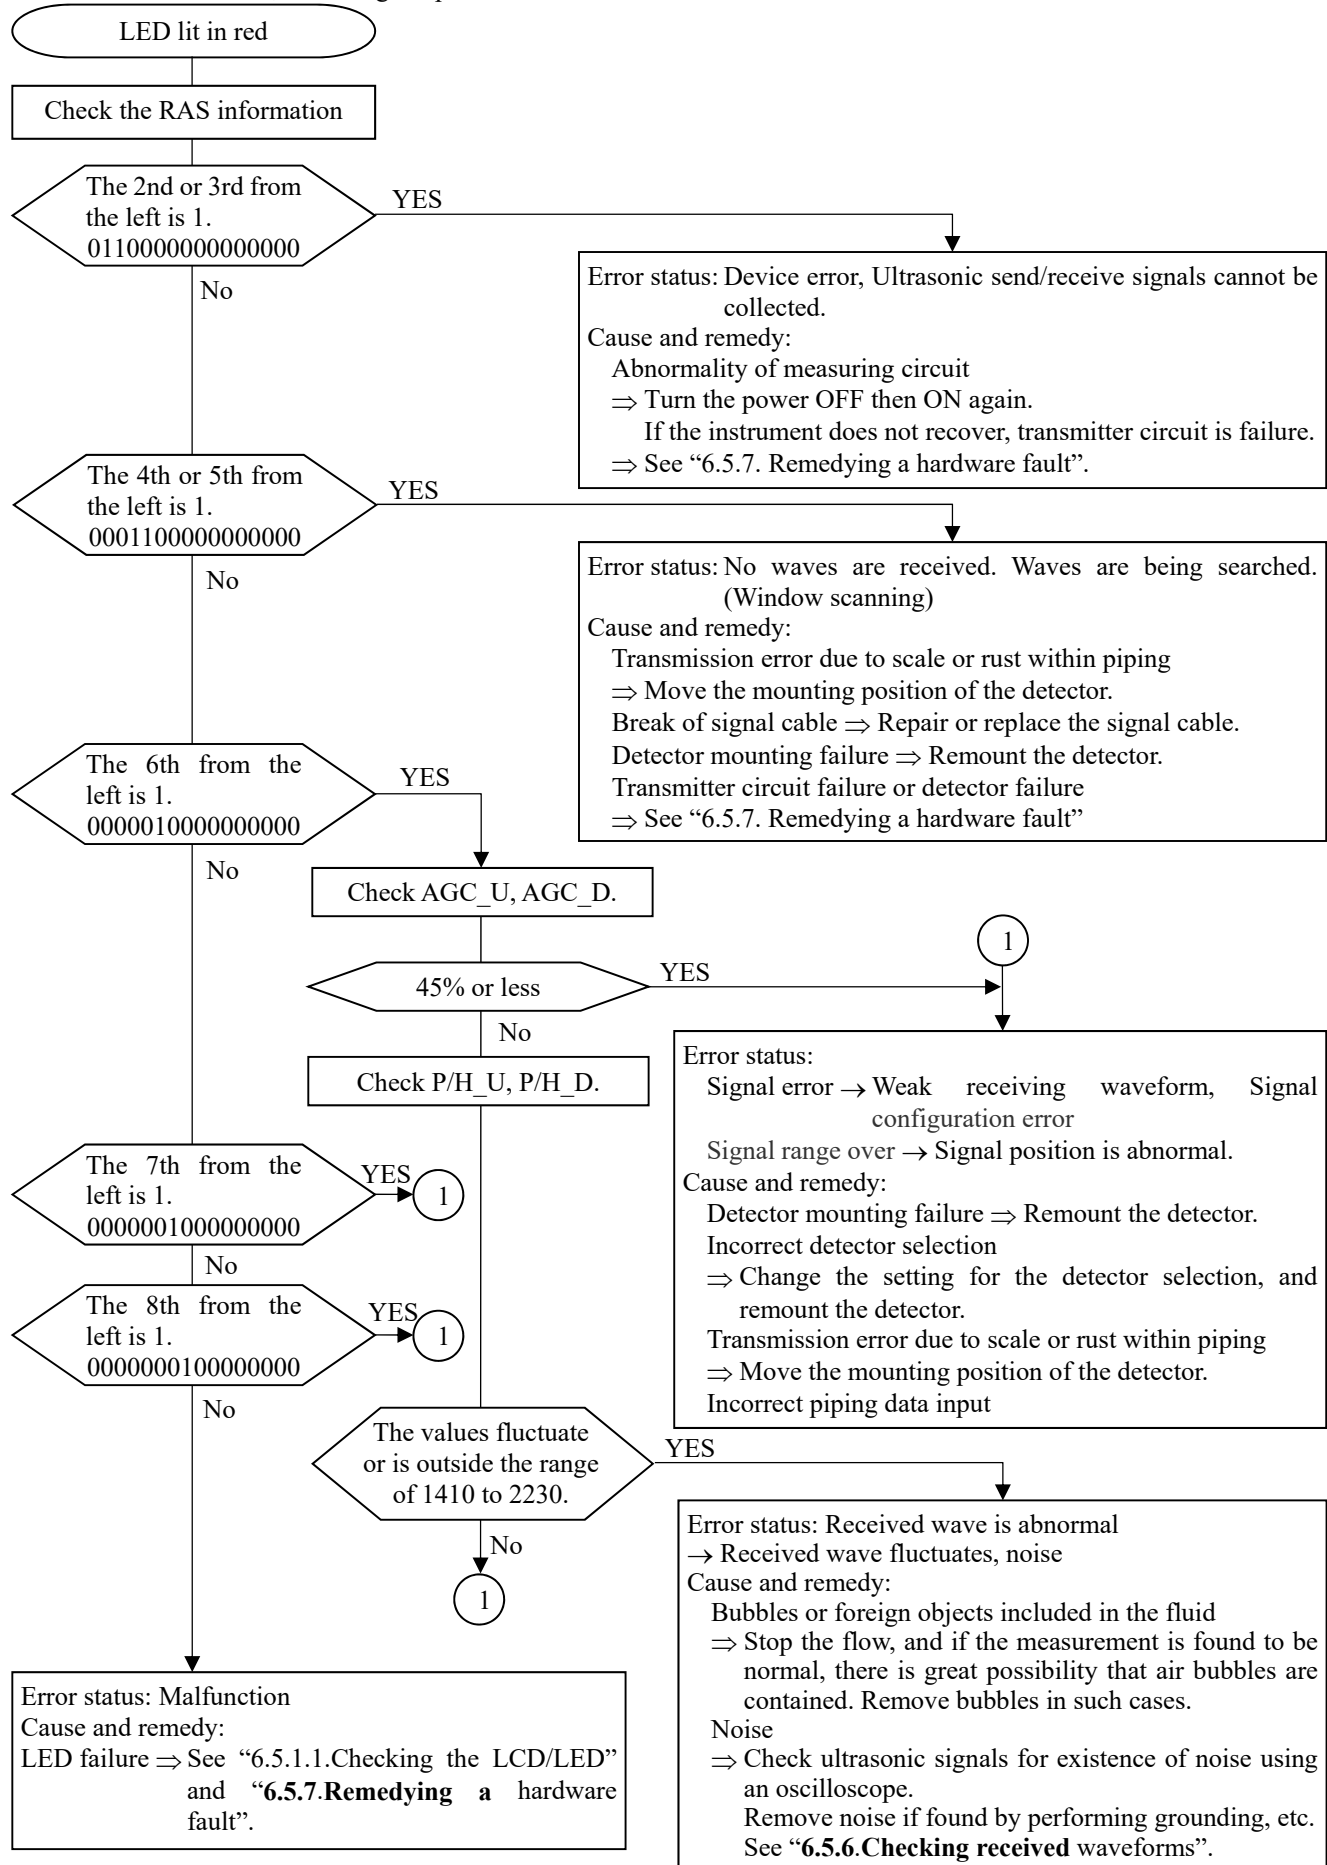 LED lit in red
Check the RAS information
The 2nd or 3rd from
the left is 1.
0110000000000000
YES
No
Error status: Device error, Ultrasonic send/receive signals cannot be
collected.
Cause and remedy:
Abnormality of measuring circuit
⇒ Turn the power OFF then ON again.
If the instrument does not recover, transmitter circuit is failure.
⇒ See “6.5.7. Remedying a hardware fault”.
The 4th or 5th from
the left is 1.
0001100000000000
YES
No
Error status: No waves are received. Waves are being searched.
(Window scanning)
Cause and remedy:
Transmission error due to scale or rust within piping
⇒ Move the mounting position of the detector.
Break of signal cable ⇒ Repair or replace the signal cable.
Detector mounting failure ⇒ Remount the detector.
Transmitter circuit failure or detector failure
⇒ See “6.5.7. Remedying a hardware fault”
The 6th from the
left is 1.
0000010000000000
YES
No
Check AGC_U, AGC_D.
45% or less
YES
No
1
Check P/H_U, P/H_D.
Error status:
Signal error → Weak receiving waveform, Signal
configuration error
Signal range over → Signal position is abnormal.
Cause and remedy:
Detector mounting failure ⇒ Remount the detector.
Incorrect detector selection
⇒ Change the setting for the detector selection, and
remount the detector.
Transmission error due to scale or rust within piping
⇒ Move the mounting position of the detector.
Incorrect piping data input
The 7th from the
left is 1.
0000001000000000
YES
1
No
The 8th from the
left is 1.
0000000100000000
YES
1
No
The values fluctuate
or is outside the range
of 1410 to 2230.
YES
No
1
Error status: Received wave is abnormal
→ Received wave fluctuates, noise
Cause and remedy:
Bubbles or foreign objects included in the fluid
⇒ Stop the flow, and if the measurement is found to be
normal, there is great possibility that air bubbles are
contained. Remove bubbles in such cases.
Noise
⇒ Check ultrasonic signals for existence of noise using
an oscilloscope.
Remove noise if found by performing grounding, etc.
See “6.5.6.Checking received waveforms”.
Error status: Malfunction
Cause and remedy:
LED failure ⇒ See “6.5.1.1.Checking the LCD/LED”
and “6.5.7.Remedying a hardware
fault”.